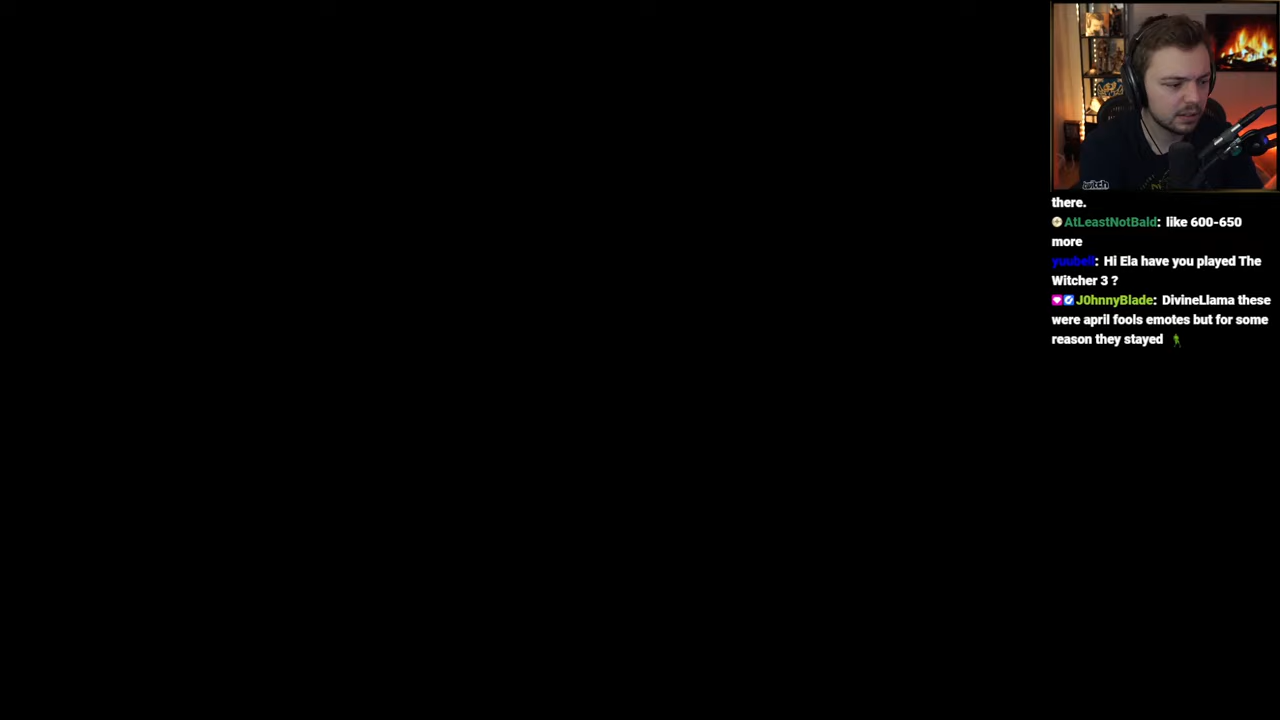 twitch
there.
AtLeastNotBald: like 600-650
more
yuubell: Hi Ela have you played The
Witcher 3 ?
J0hnnyBlade: DivineLlama these
were april fools emotes but for some
reason they stayed